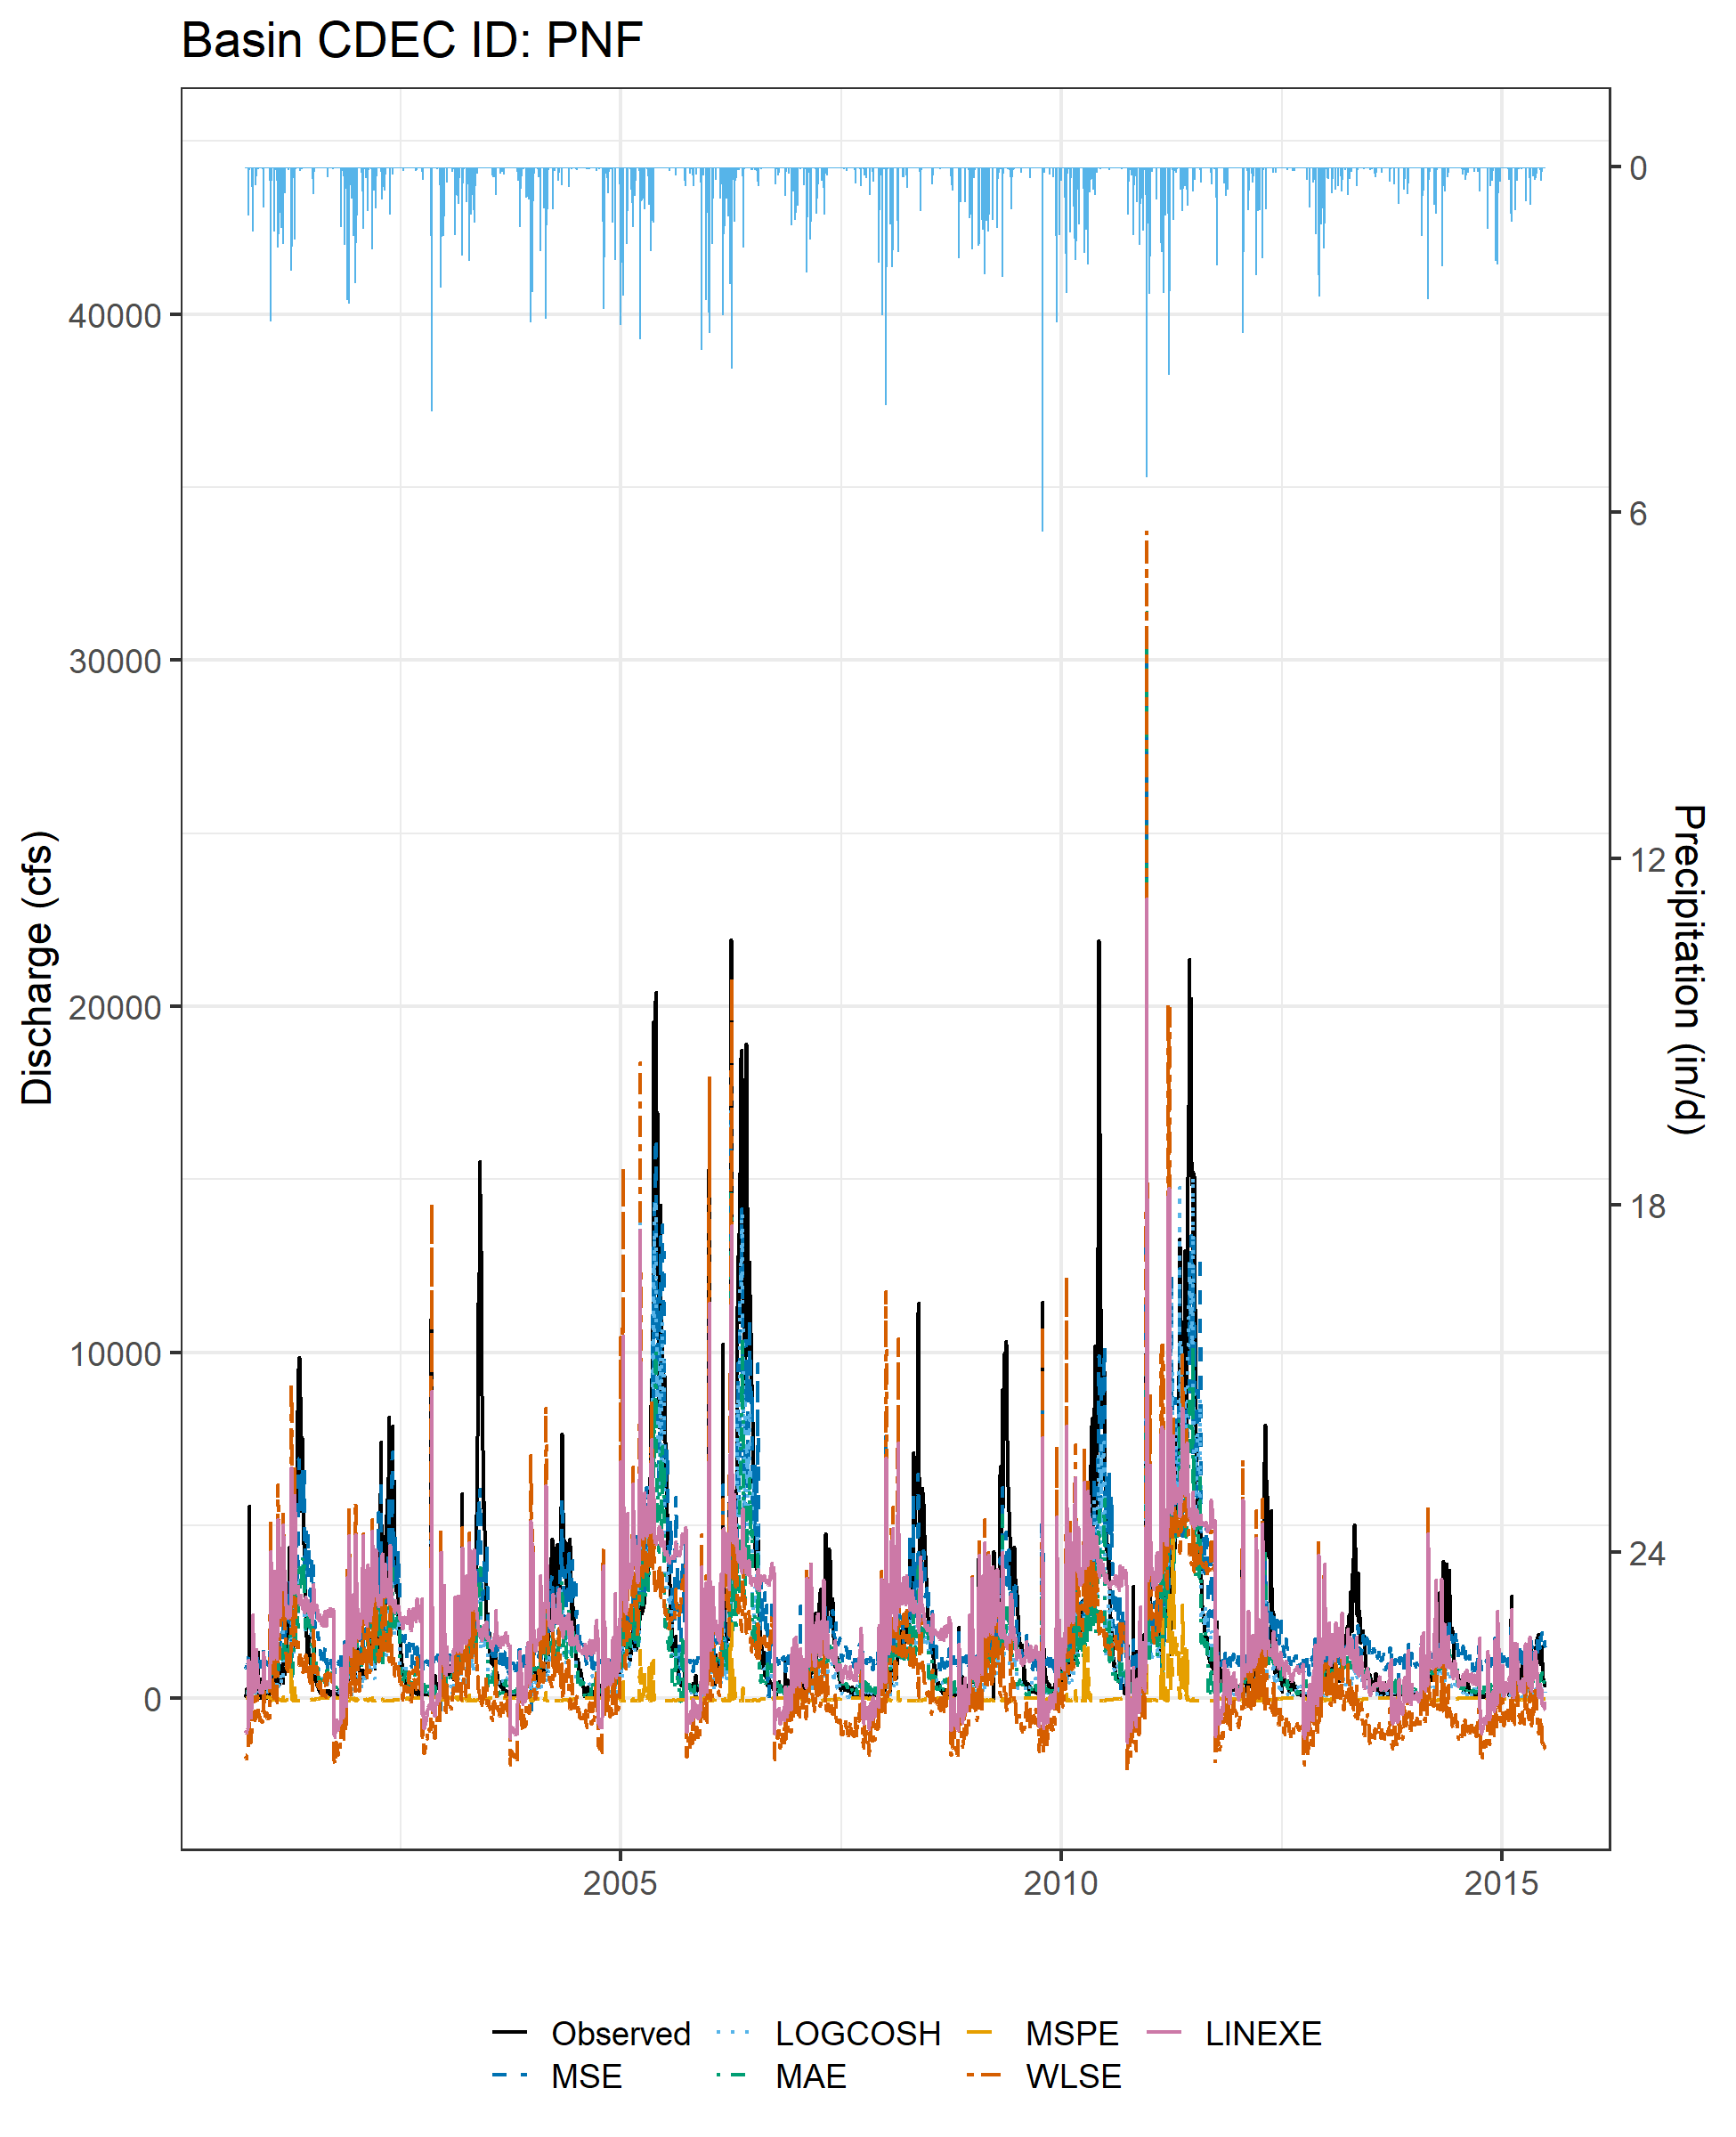 Basin CDEC ID: PNF
0
40000
6
30000
12
Discharge (cfs)
Precipitation (in/d)
20000
18
10000
24
0
2005
2010
2015
Observed
LOGCOSH
MSPE
LINEXE
MSE
MAE
WLSE